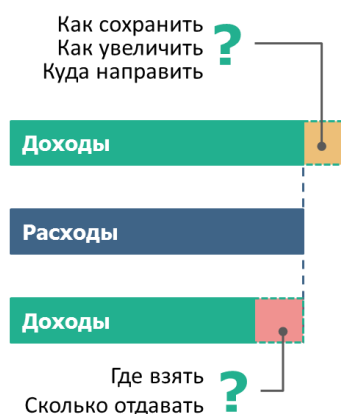 Как сохранить
Как увеличить
Куда направить
?
Доходы
Расходы
Доходы
Где взять
Сколько отдавать
?